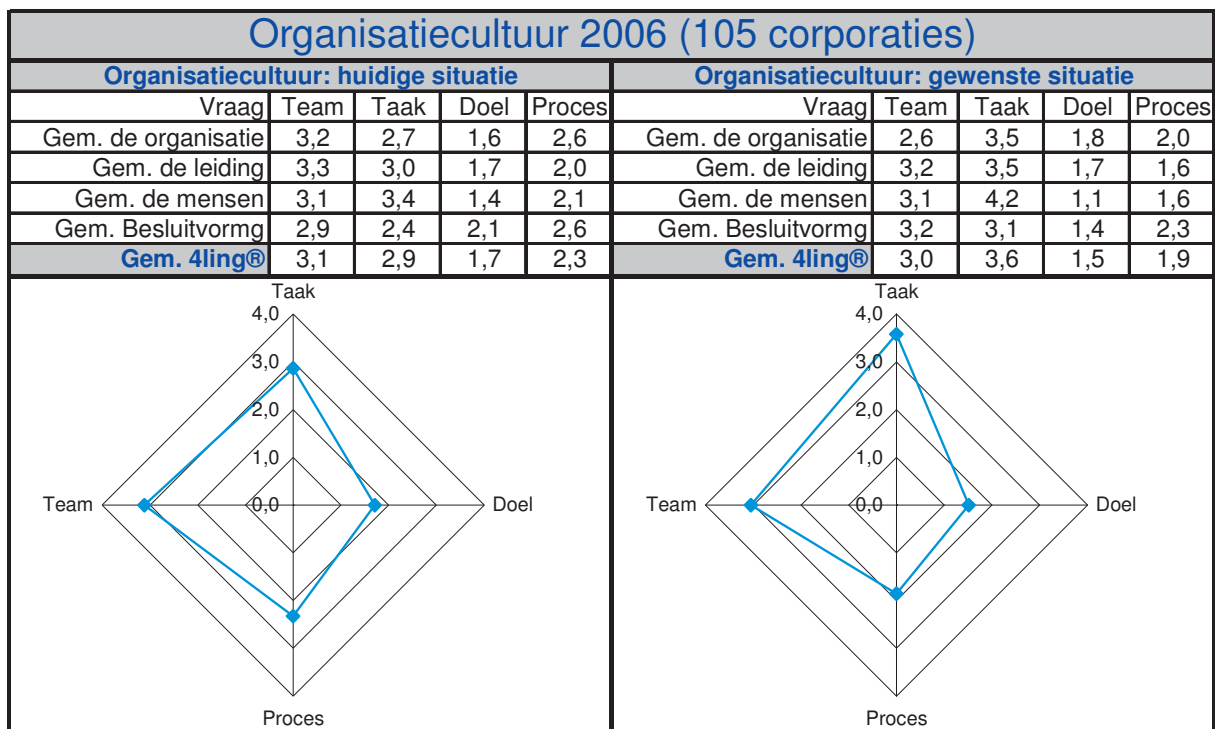 Organisatiecultuur 2006 (105 corporaties)
Organisatiecultuur: huidige situatie
Vraag Team Taak Doel Proces
Gem. de organisatie 3,2 2,7 1,6 2,6
Gem. de leiding 3,3 3,0 1,7 2,0
Gem. de mensen 3,1 3,4 1,4 2,1
Gem. Besluitvormg 2,9 2,4 2,1 2,6
Gem. 4ling® 3,1 2,9 1,7 2,3
Taak
4,0
3,0
2,0
1,0
Team 0,0 Doel
Proces
Organisatiecultuur: gewenste situatie
Vraag Team Taak Doel Proces
Gem. de organisatie 2,6 3,5 1,8 2,0
Gem. de leiding 3,2 3,5 1,7 1,6
Gem. de mensen 3,1 4,2 1,1 1,6
Gem. Besluitvormg 3,2 3,1 1,4 2,3
Gem. 4ling® 3,0 3,6 1,5 1,9
Taak
4,0
3,0
2,0
1,0
Team 0,0 Doel
Proces